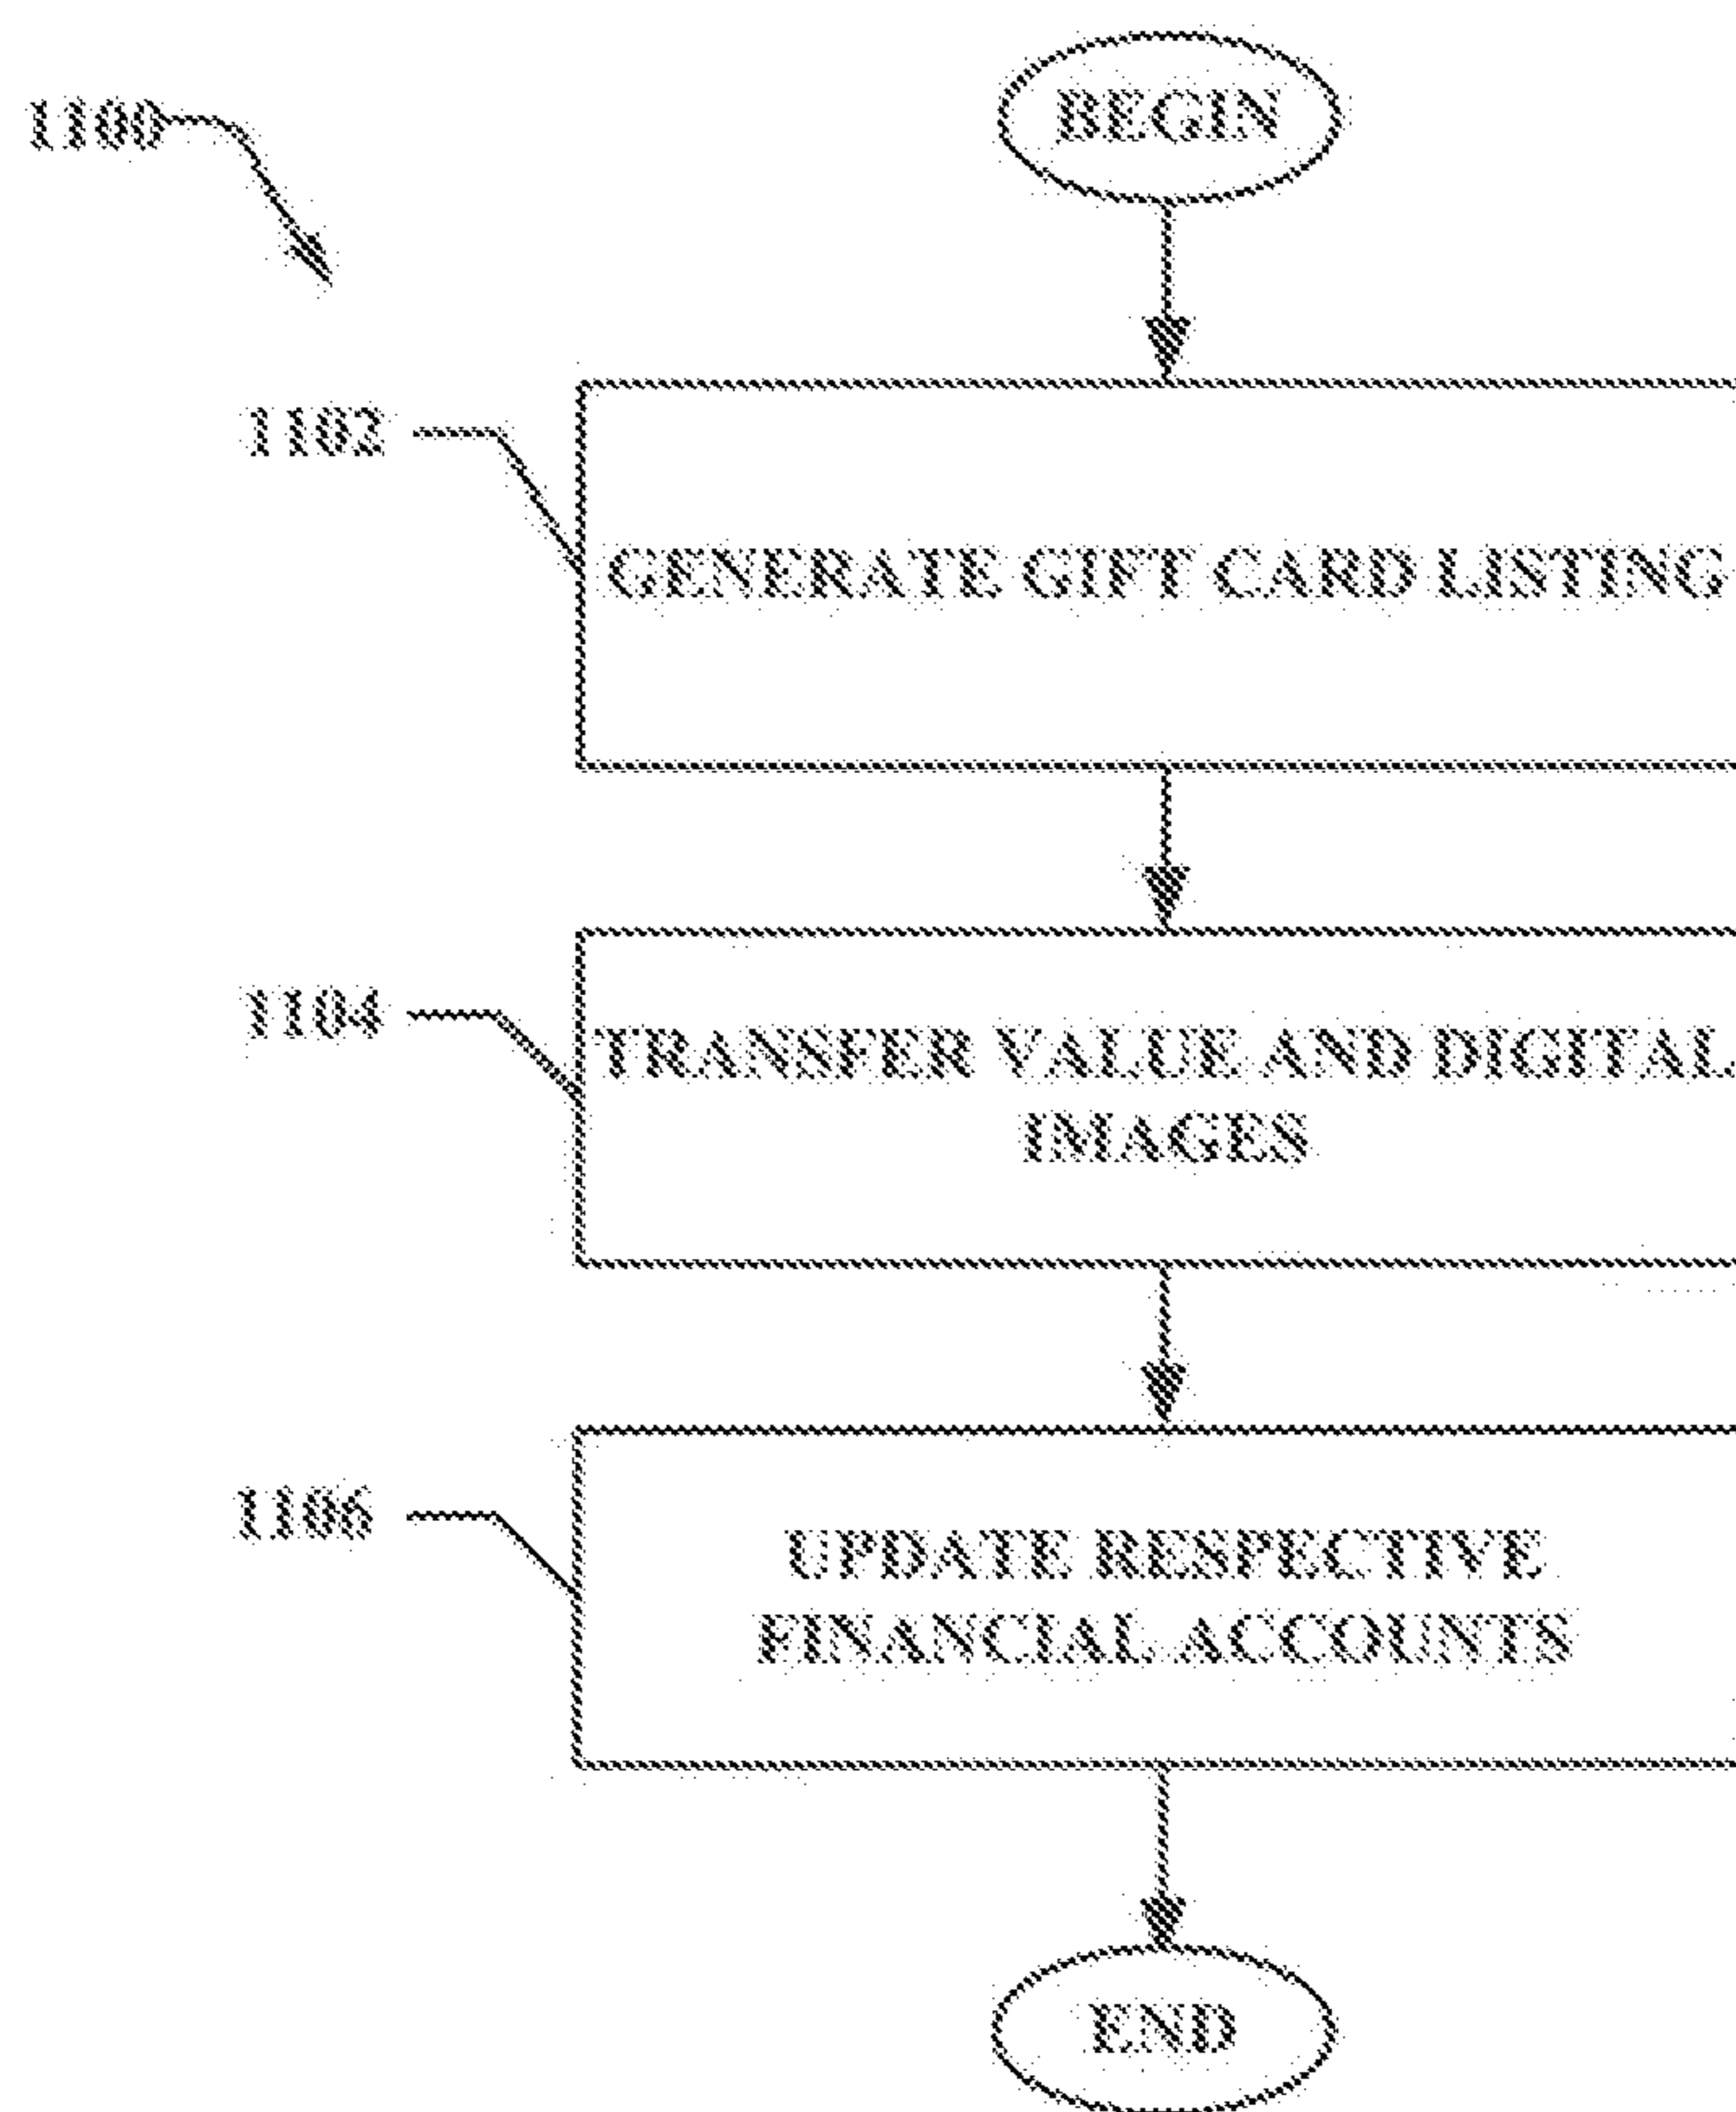 1100
BEGIN
1102
GENERATE GIFT CARD LISTING
1104
TRANSFER VALUE AND DIGITAL
IMAGES
1106
UPDATE RESPECTIVE
FINANCIAL ACCOUNTS
END